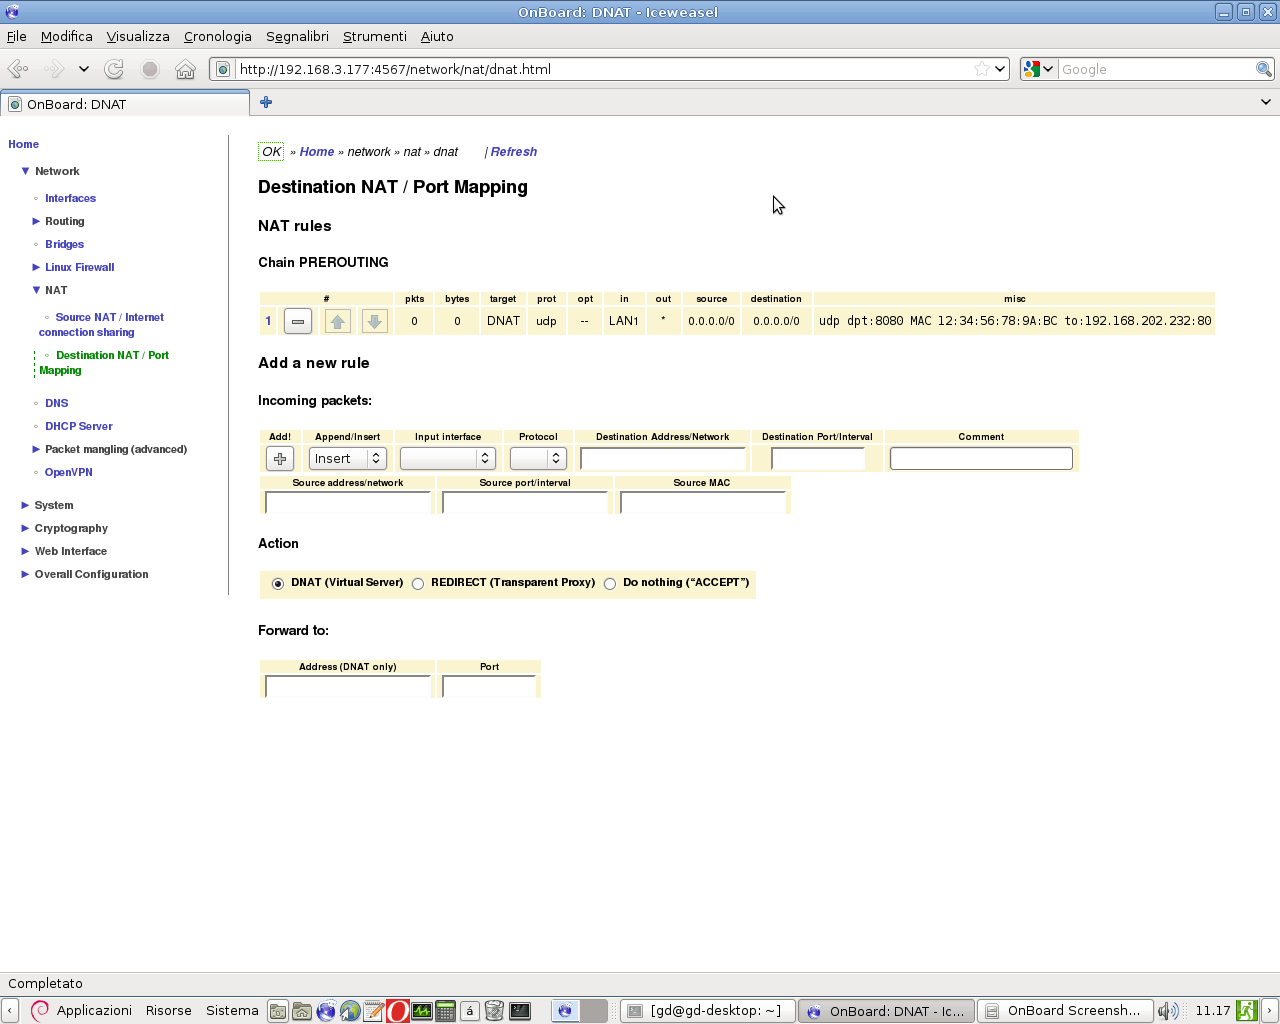 OnBoard: DNAT - Iceweasel
File Modifica Visualizza Cronologia Segnalibri Strumenti Aiuto
http://192.168.3.177:4567/network/nat/dnat.html
Google
OnBoard: DNAT
Home
Network
Interfaces
Routing
Bridges
Linux Firewall
NAT
Source NAT / Internet
connection sharing
Destination NAT / Port
Mapping
DNS
DHCP Server
Packet mangling (advanced)
OpenVPN
System
Cryptography
Web Interface
Overall Configuration
OK » Home » network » nat » dnat | Refresh
Destination NAT / Port Mapping
NAT rules
Chain PREROUTING
# pkts bytes target prot opt in out source destination misc
1 0 0 DNAT udp -- LAN1 * 0.0.0.0/0 0.0.0.0/0 udp dpt:8080 MAC 12:34:56:78:9A:BC to:192.168.202.232:80
Add a new rule
Incoming packets:
Add! Append/Insert Input interface Protocol Destination Address/Network Destination Port/Interval Comment
Insert
Source address/network Source port/interval Source MAC
Action
DNAT (Virtual Server) REDIRECT (Transparent Proxy) Do nothing (“ACCEPT”)
Forward to:
Address (DNAT only) Port
Completato
Applicazioni Risorse Sistema á [gd@gd-desktop: ~] OnBoard: DNAT - Ic... OnBoard Screensh... 11.17